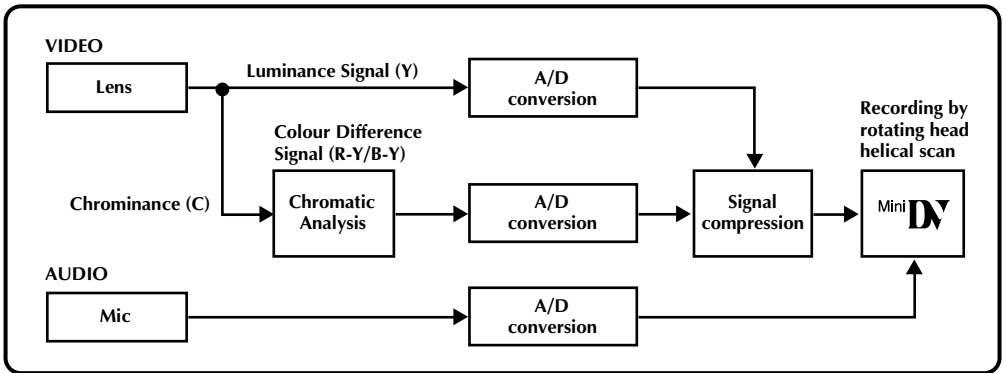 VIDEO
Lens
Luminance Signal (Y)
A/D
conversion
Recording by
rotating head
helical scan
Colour Difference
Signal (R-Y/B-Y)
Chrominance (C)
Chromatic
Analysis
A/D
conversion
Signal
compression
Mini DV
AUDIO
Mic
A/D
conversion